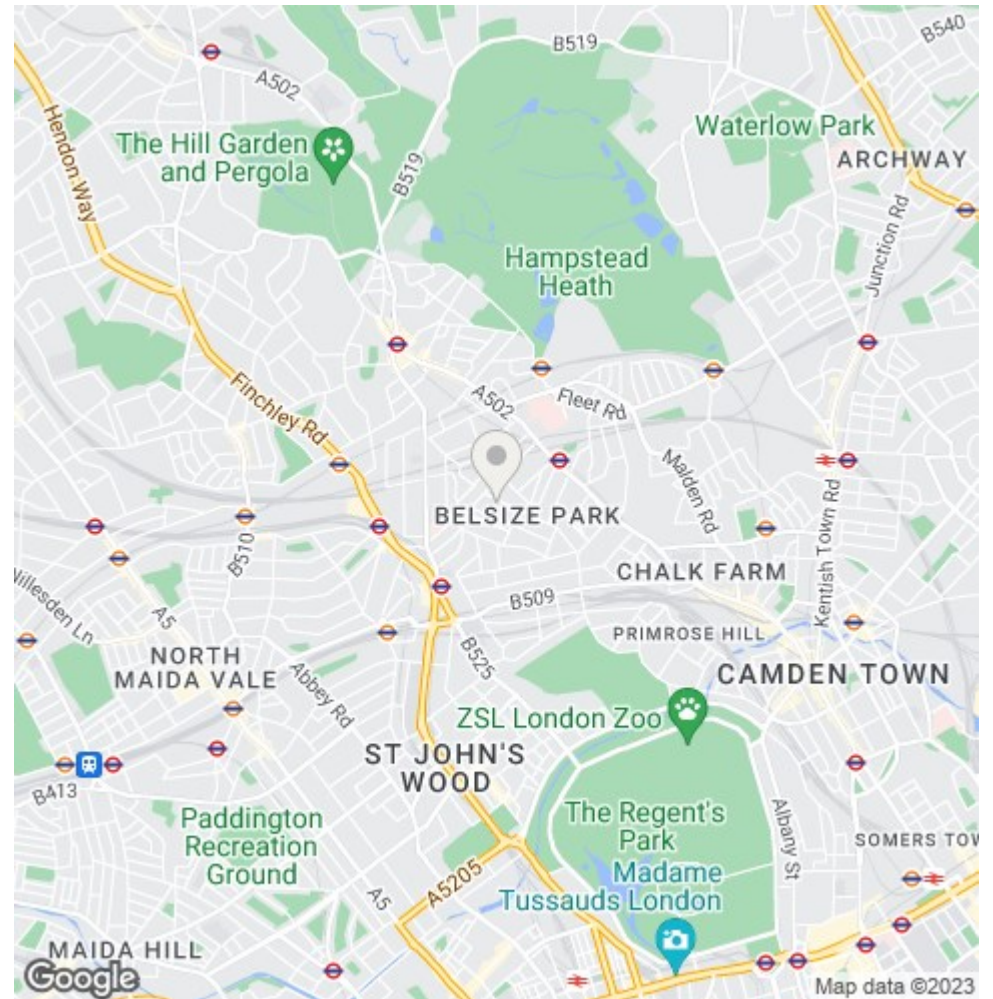 B519
B540
A502
The Hill Garden
and Pergola
Hendon Way
B519
Waterlow Park
ARCHWAY
Junction Rd
Hampstead
Heath
A502
Fleet Rd
Finchley Rd
Malden Rd
BELSIZE PARK
Kentish Town Rd
B510
CHALK FARM
B509
A5
PRIMROSE HILL
B525
NORTH
MAIDA VALE
Abbey Rd
CAMDEN TOWN
ZSL London Zoo
ST JOHN'S
WOOD
B413
The Regent's
Park
Albany St
Paddington
Recreation
Ground
SOMERS TOW
A5205
A5
Madame
Tussauds London
MAIDA HILL
Google
Map data ©2023